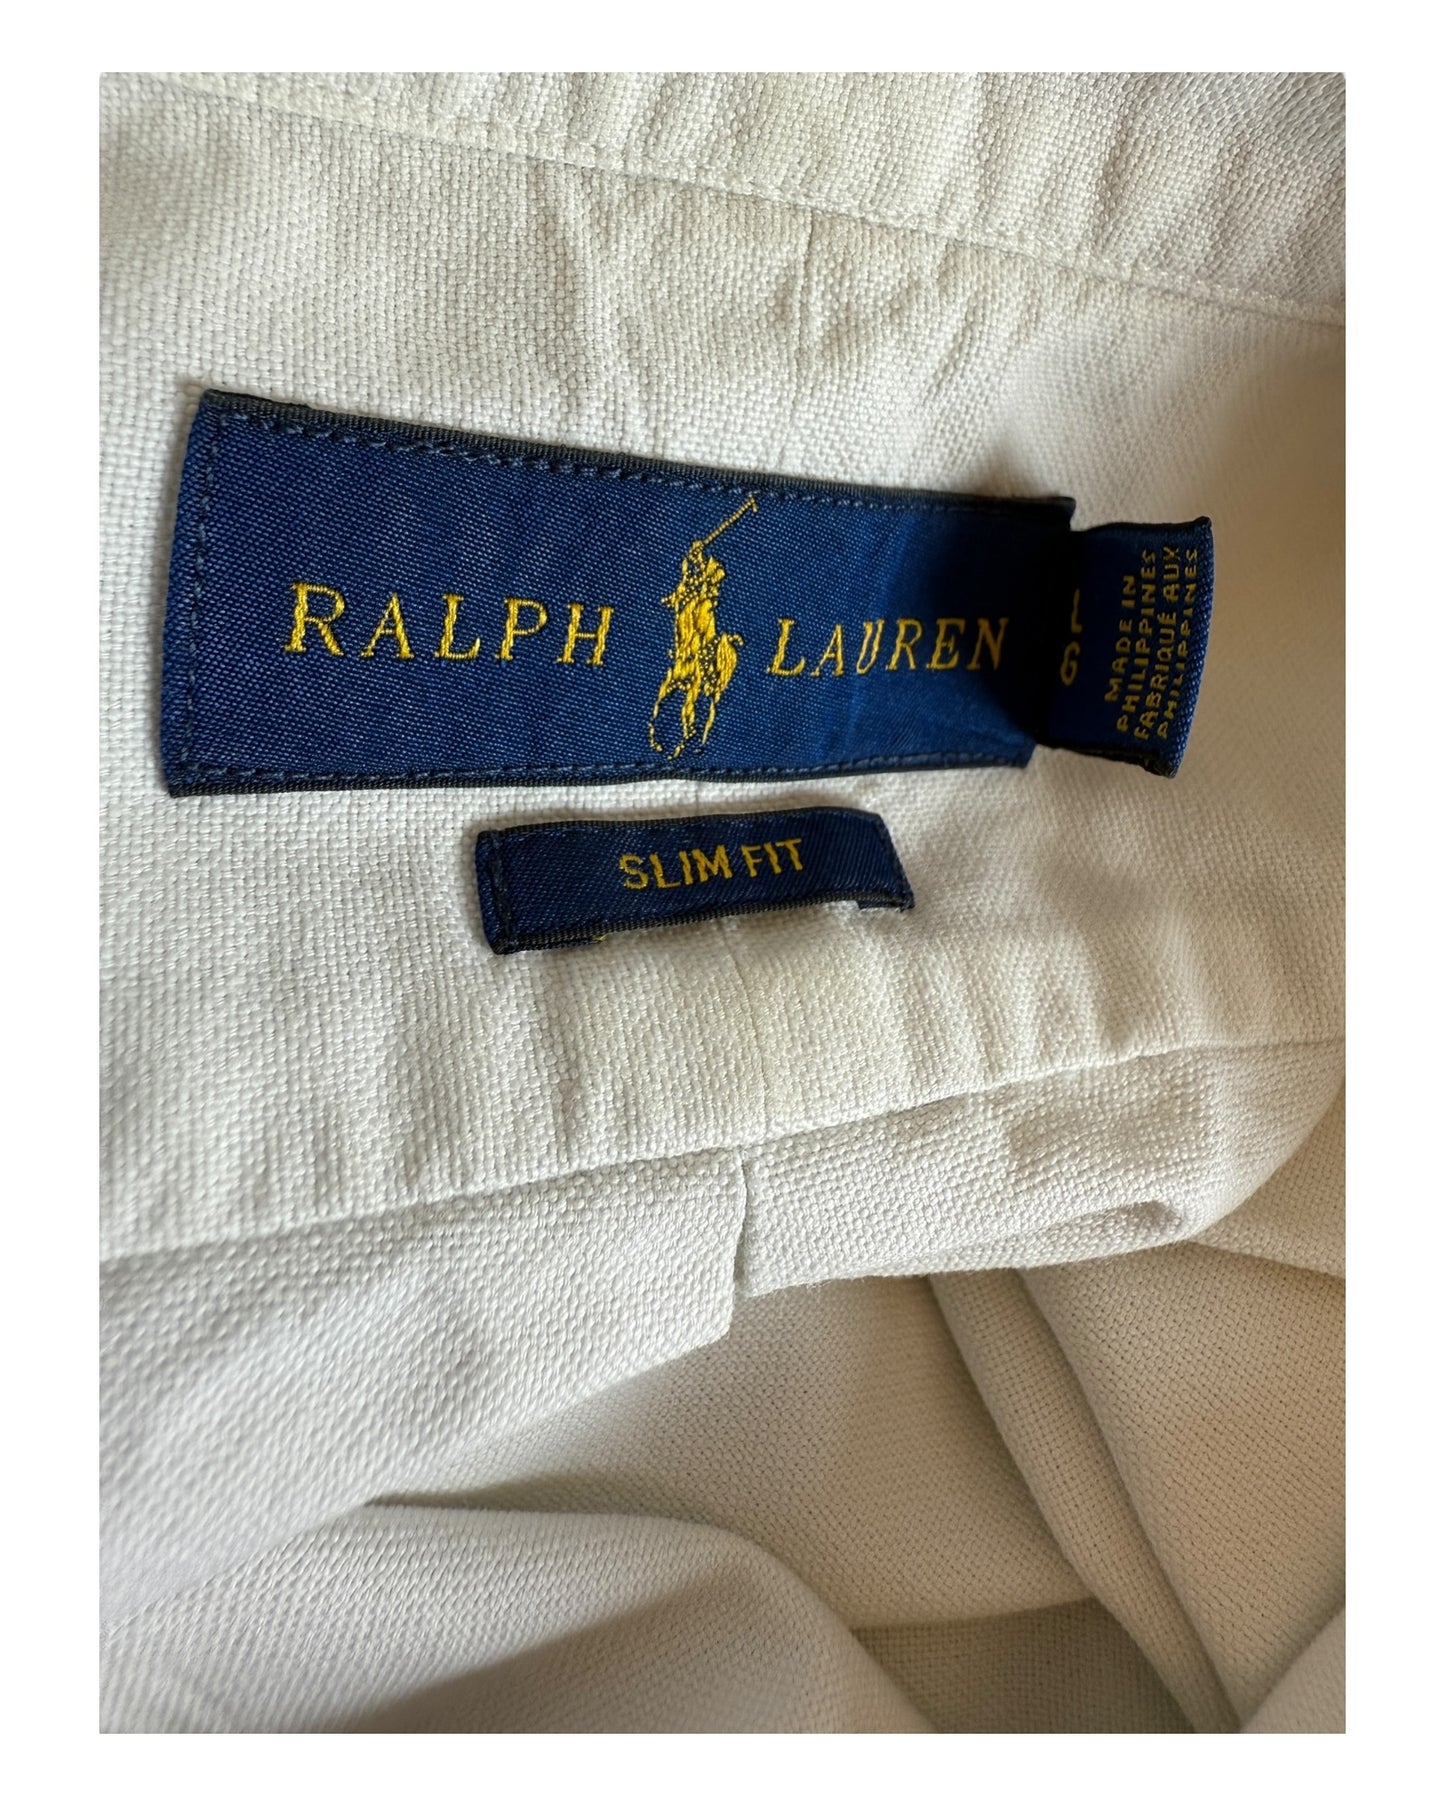 RALPH LAUREN
SLIM FIT
L
G
MADE IN
PHILIPPINES
FABRIQUÉ AUX
PHILIPPINES